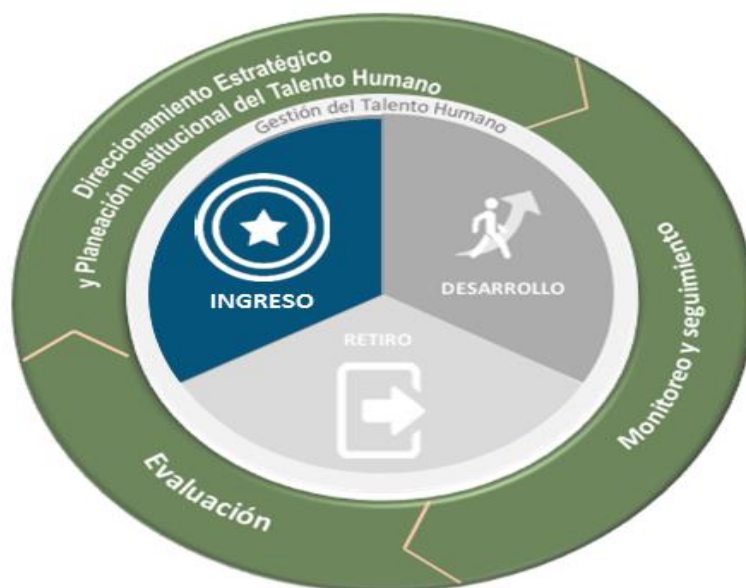 Direccionamiento Estratégico
y Planeación Institucional del Talento Humano
Gestión del Talento Humano
INGRESO
DESARROLLO
RETIRO
Monitoreo y seguimiento
Evaluación